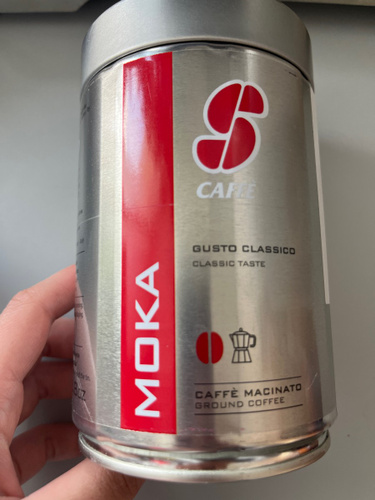 CAFFÈ
GUSTO CLASSICO
CLASSIC TASTE
MOKA
CAFFÈ MACINATO
GROUND COFFEE